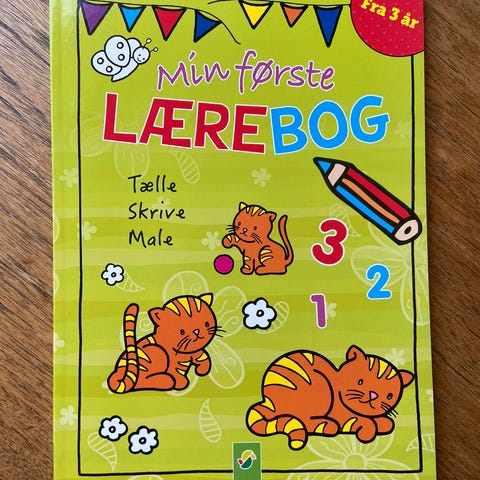 Fra 3 år
Min første
LÆREBOG
Tælle
Skrive
Male
3
2
1